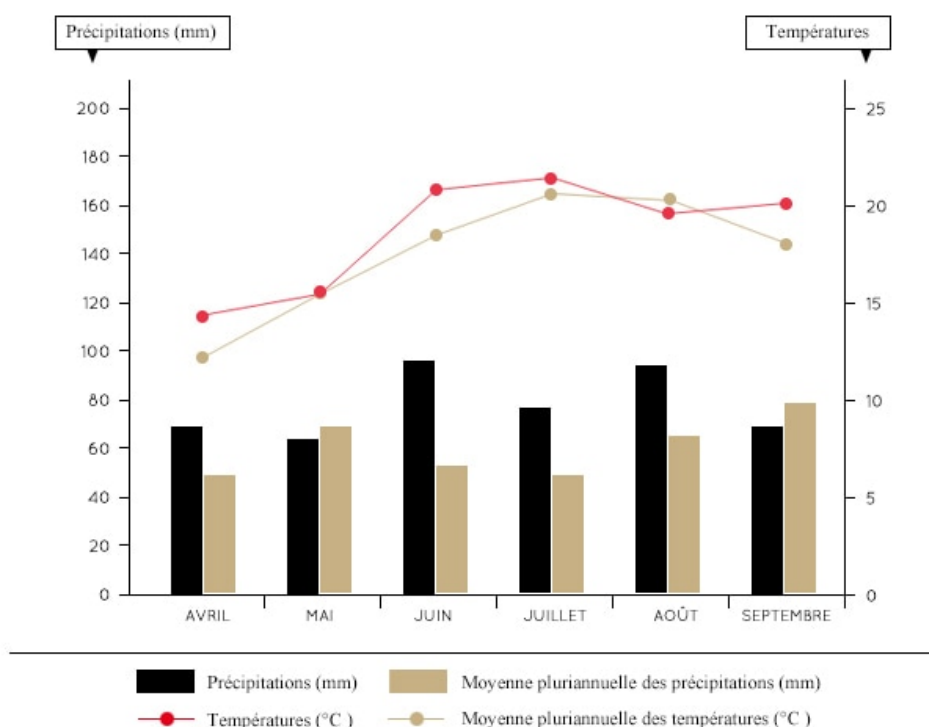 Précipitations (mm) Températures
200 25
180
160 20
140
120 15
100
80 10
60
40 5
20
0 0
AVRIL MAI JUIN JUILLET AOÛT SEPTEMBRE
Précipitations (mm) Moyenne pluriannuelle des précipitations (mm)
Températures (°C ) Moyenne pluriannuelle des températures (°C )